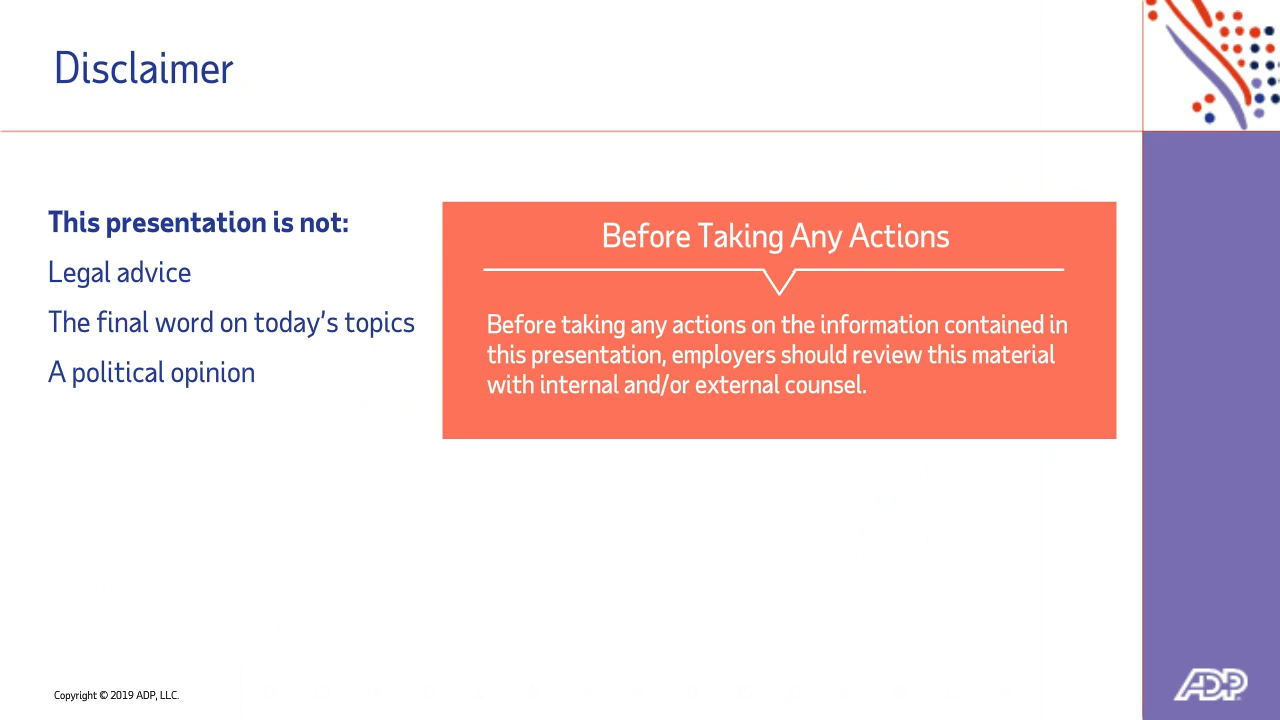 Disclaimer
This presentation is not:
Legal advice
The final word on today's topics
A political opinion
Before Taking Any Actions
Before taking any actions on the information contained in
this presentation, employers should review this material
with internal and/or external counsel.
Copyright © 2019 ADP, LLC.
ADP